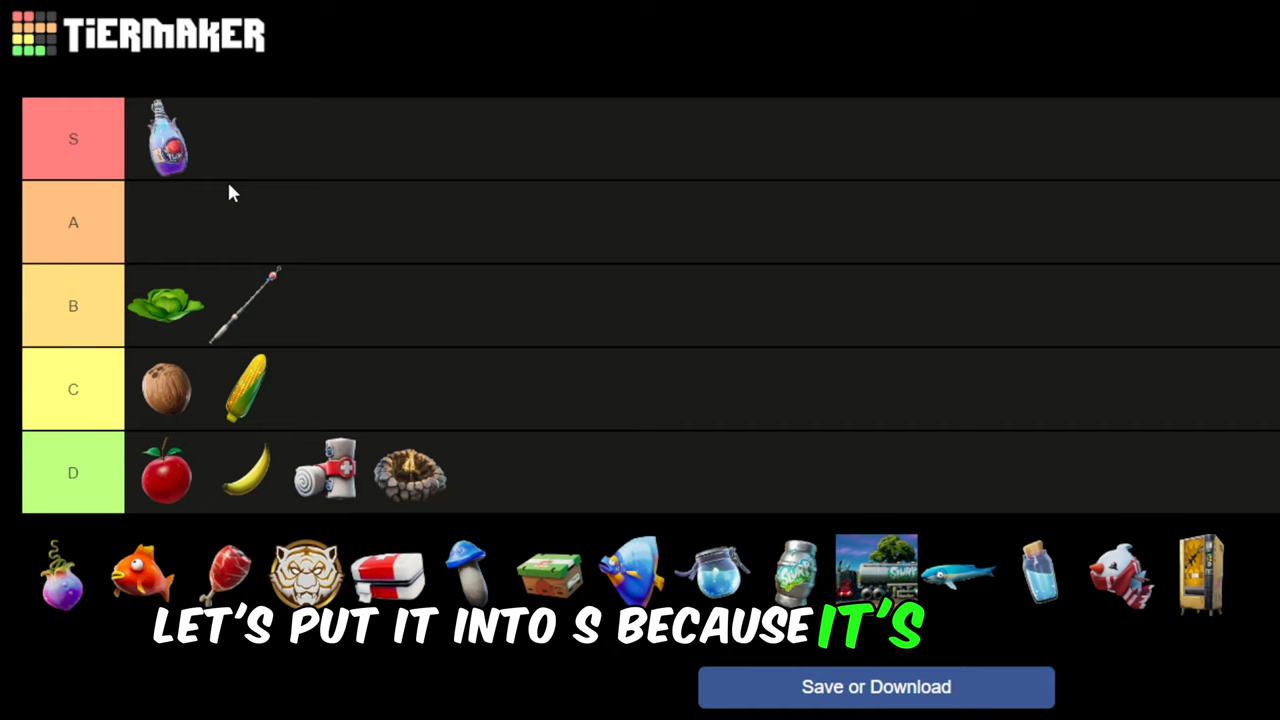 TiERMAKER
S
A
B
C
D
LET'S PUT IT INTO S BECAUSE IT'S
Save or Download